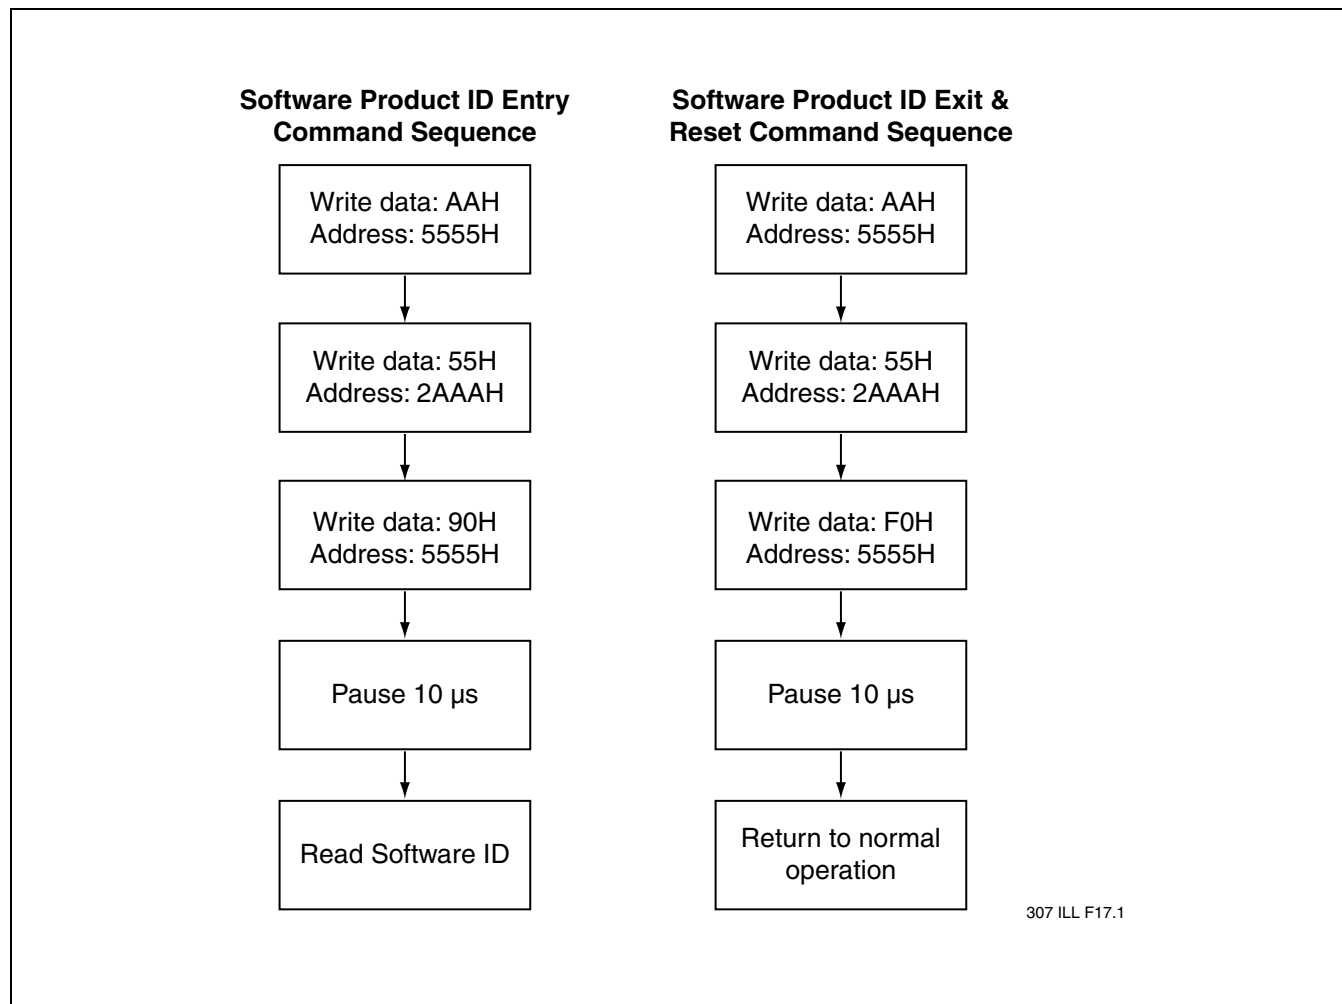 Software Product ID Entry
Command Sequence
Write data: AAH
Address: 5555H
Write data: 55H
Address: 2AAAH
Write data: 90H
Address: 5555H
Pause 10 µs
Read Software ID
Software Product ID Exit &
Reset Command Sequence
Write data: AAH
Address: 5555H
Write data: 55H
Address: 2AAAH
Write data: F0H
Address: 5555H
Pause 10 µs
Return to normal
operation
307 ILL F17.1